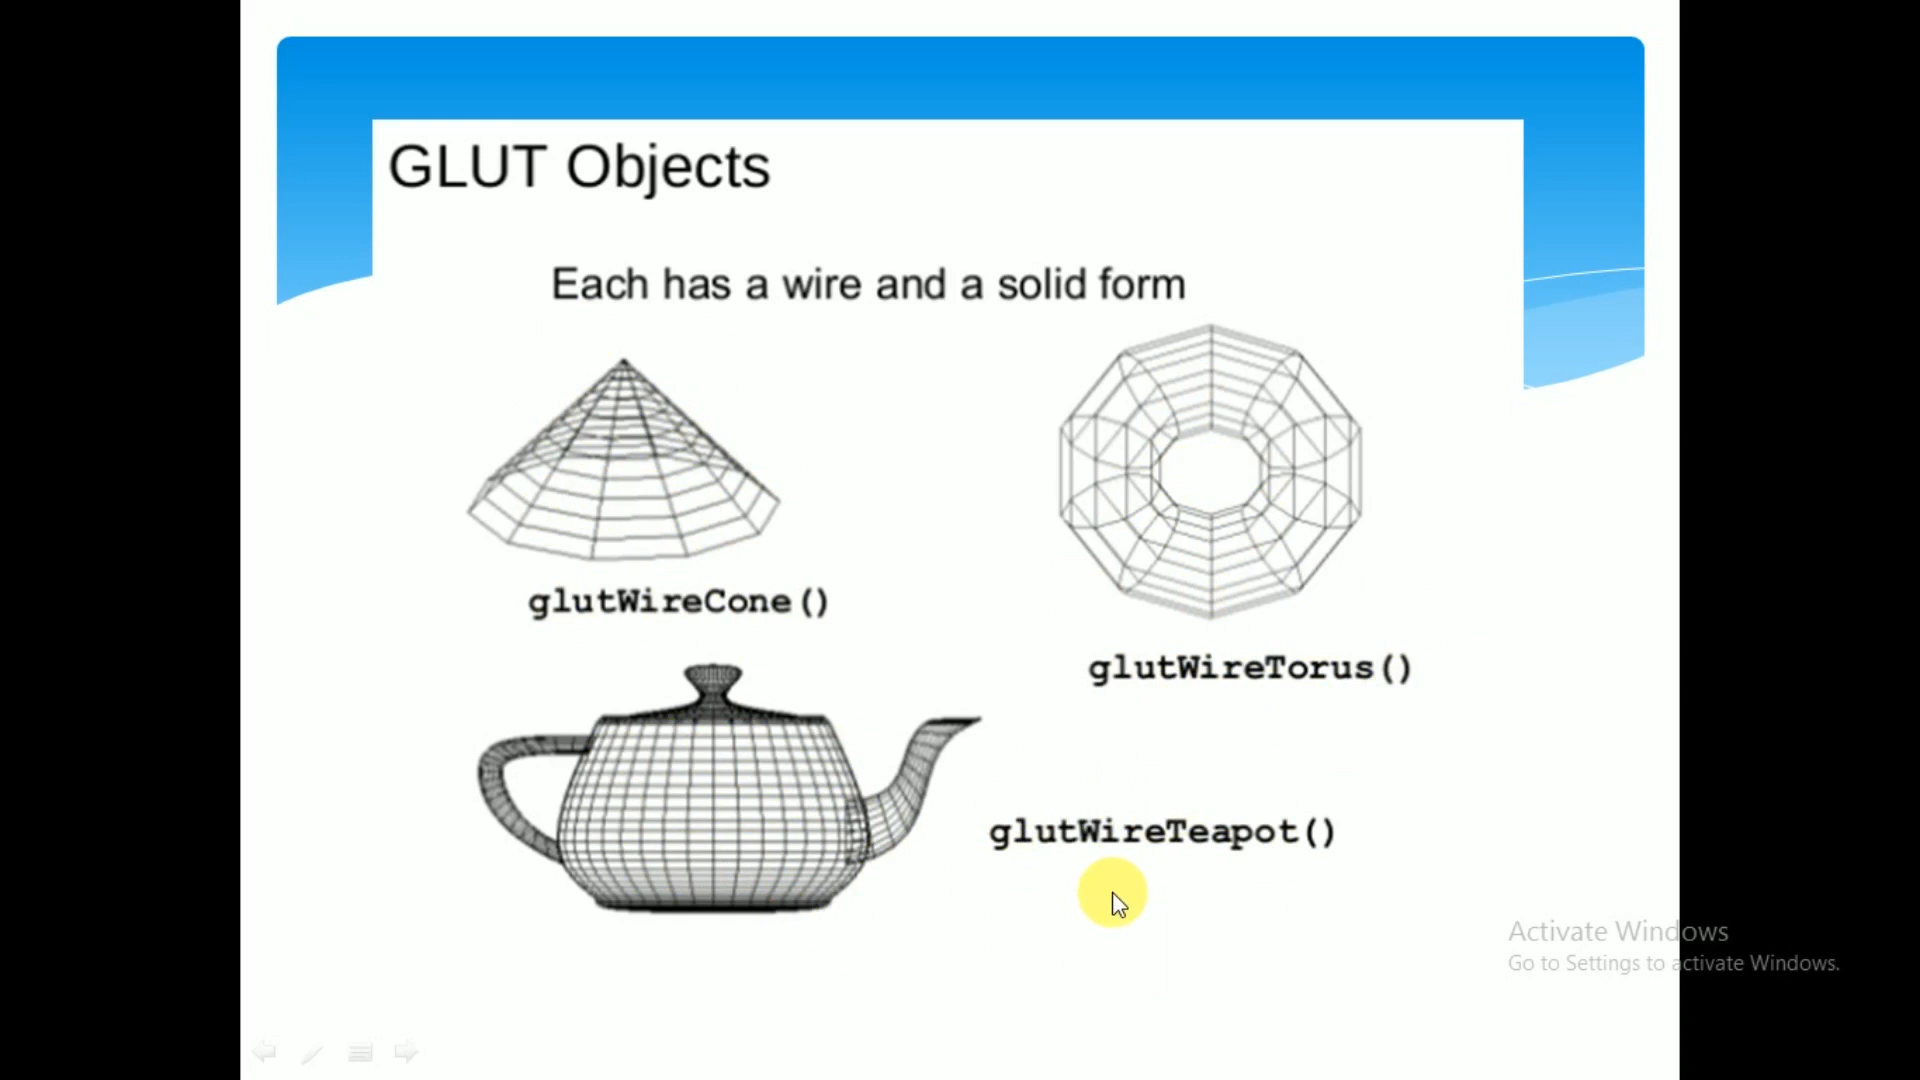 GLUT Objects
Each has a wire and a solid form
glutWireCone()
glutWireTorus()
glutWireTeapot()
Activate Windows
Go to Settings to activate Windows.